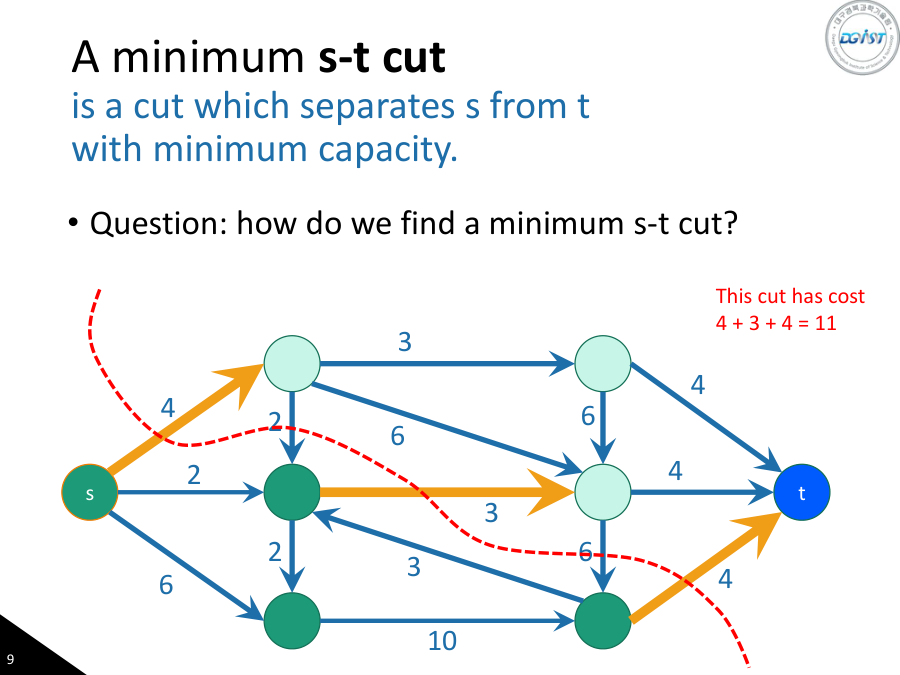 A minimum s-t cut
is a cut which separates s from t
with minimum capacity.
• Question: how do we find a minimum s-t cut?
This cut has cost
4 + 3 + 4 = 11
3
4
4
2
6
6
2
4
s
t
3
2
6
3
6
4
10
9
DGIST